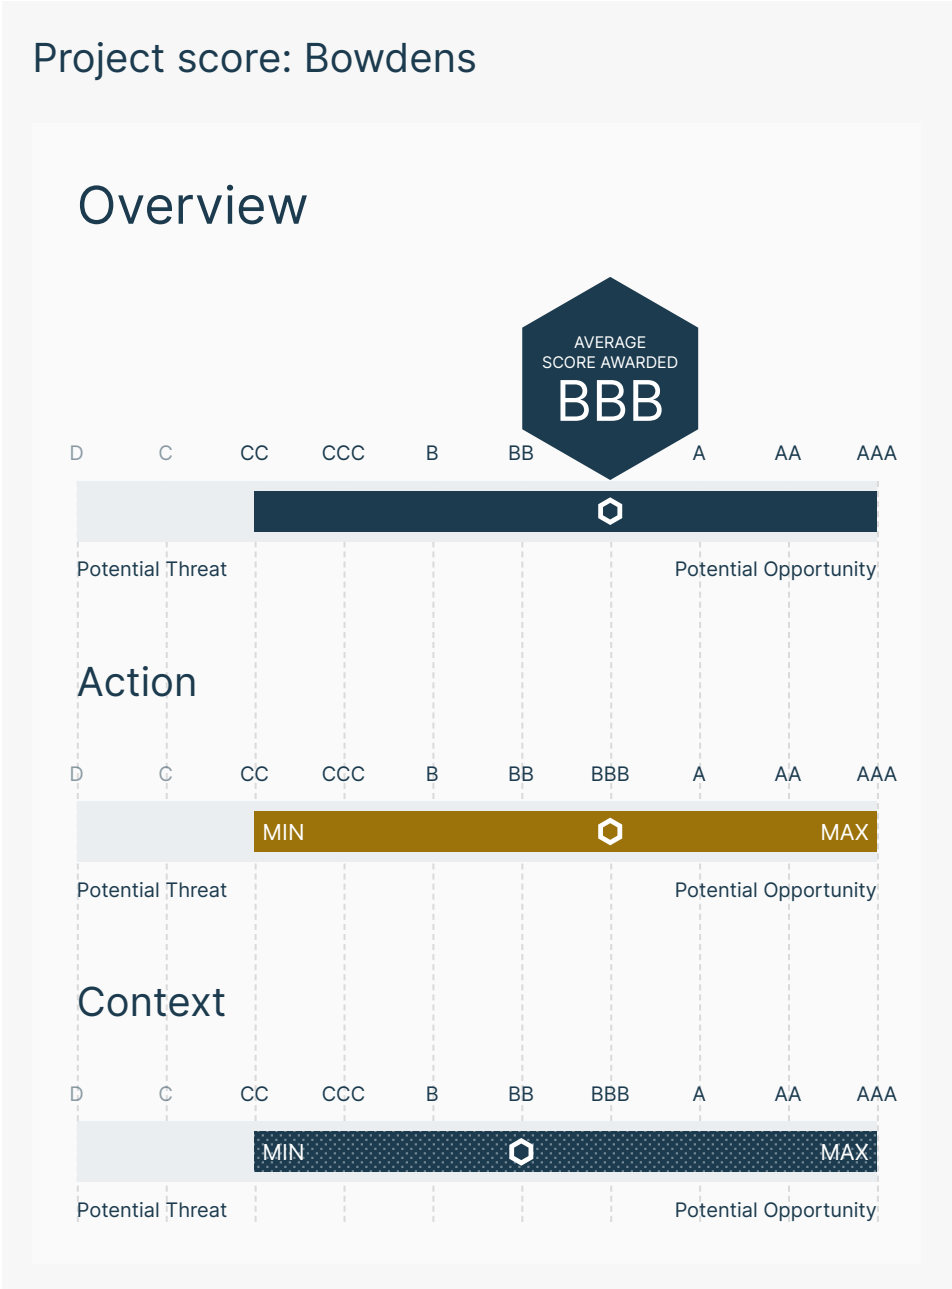 Project score: Bowdens
Overview
AVERAGE
SCORE AWARDED
BBB
D C CC CCC B BB A AA AAA
Potential Threat Potential Opportunity
Action
D C CC CCC B BB BBB A AA AAA
MIN MAX
Potential Threat Potential Opportunity
Context
D C CC CCC B BB BBB A AA AAA
MIN MAX
Potential Threat Potential Opportunity